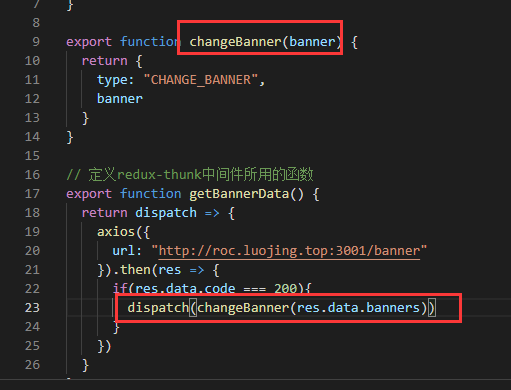 7 }
8
9 export function changeBanner(banner) {
10 return {
11 type: "CHANGE_BANNER",
12 banner
13 }
14 }
15
16 // 定义redux-thunk中间件所用的函数
17 export function getBannerData() {
18 return dispatch => {
19 axios({
20 url: "http://roc.luojing.top:3001/banner"
21 }).then(res => {
22 if(res.data.code === 200){
23 dispatch(changeBanner(res.data.banners))
24 }
25 })
26 }